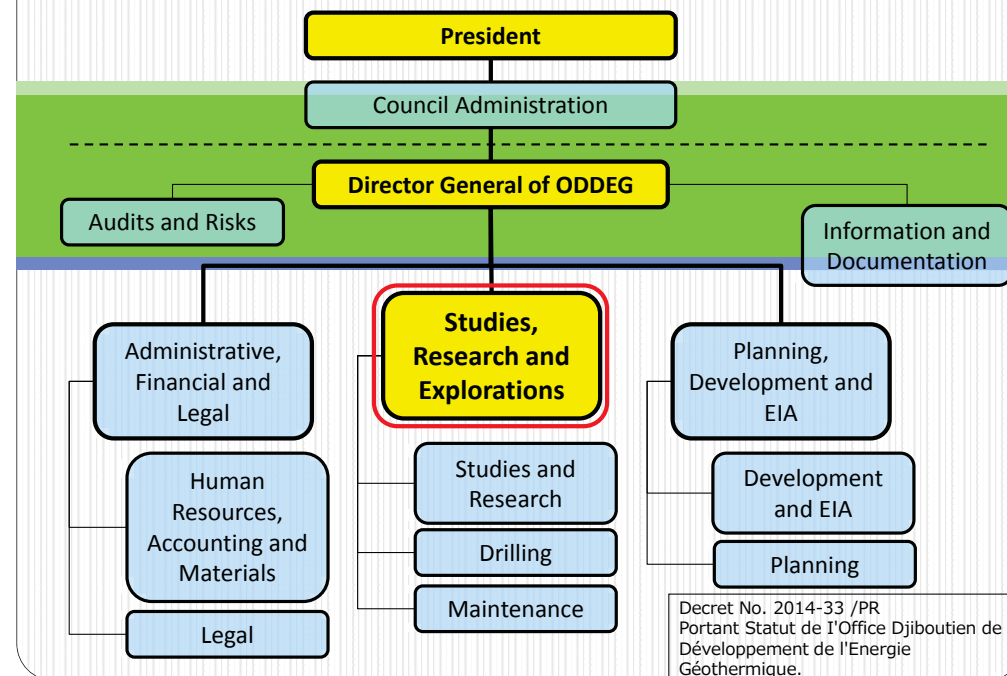 President
Council Administration
Director General of ODDEG
Audits and Risks
Information and
Documentation
Administrative,
Financial and
Legal
Human
Resources,
Accounting and
Materials
Legal
Studies,
Research and
Explorations
Studies and
Research
Drilling
Maintenance
Planning,
Development and
EIA
Development
and EIA
Planning
Decret No. 2014-33 /PR
Portant Statut de I'Office Djiboutien de
Développement de l'Energie
Géothermique.